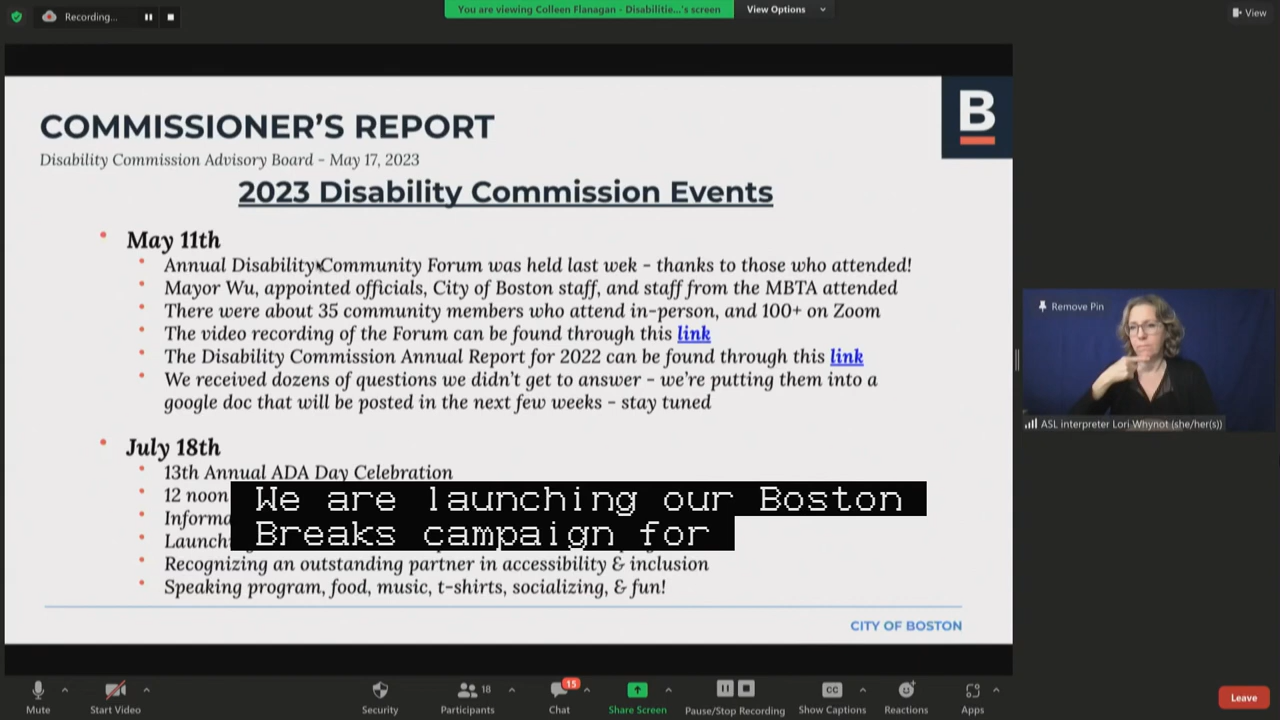 Recording...
You are viewing Colleen Flanagan - Disabilitie...'s screen
View Options
View
B
COMMISSIONER'S REPORT
Disability Commission Advisory Board - May 17, 2023
2023 Disability Commission Events
May 11th
Annual Disability Community Forum was held last wek - thanks to those who attended!
Mayor Wu, appointed officials, City of Boston staff, and staff from the MBTA attended
There were about 35 community members who attend in-person, and 100+ on Zoom
The video recording of the Forum can be found through this link
The Disability Commission Annual Report for 2022 can be found through this link
We received dozens of questions we didn't get to answer - we're putting them into a
google doc that will be posted in the next few weeks - stay tuned
July 18th
13th Annual ADA Day Celebration
12 noon
We are launching our Boston
Breaks campaign for
Recognizing an outstanding partner in accessibility & inclusion
Speaking program, food, music, t-shirts, socializing, & fun!
CITY OF BOSTON
Remove Pin
ASL interpreter Lori Whynot (she/her(s))
Mute
Start Video
Security
Participants
18
Chat
15
Share Screen
Pause/Stop Recording
CC
Show Captions
Reactions
Apps
Leave